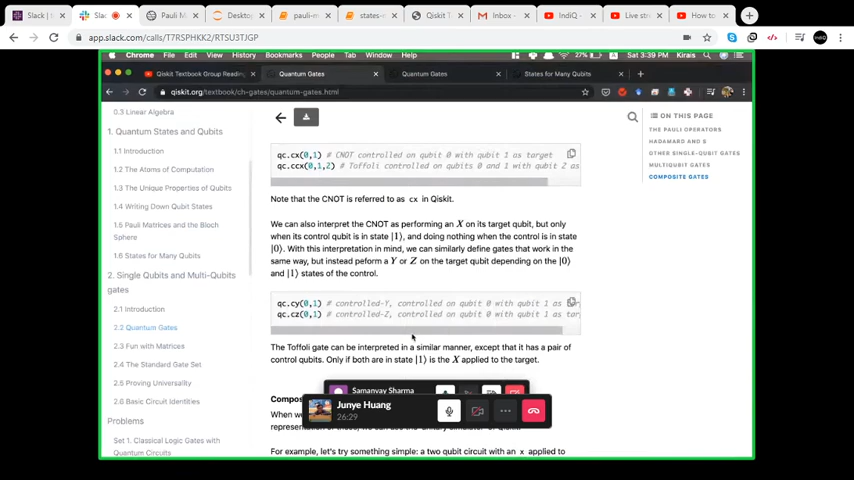 Slack |
Slac
Pauli M
Desktop
pauli-m
states-
Qiskit T
Inbox -
IndiQ -
Live str
How to
app.slack.com/calls/T7RSPHKK2/RTSU3TJGP
Chrome File Edit View History Bookmarks People Tab Window Help
27% Sat 3:39 PM Kirais
Qiskit Textbook Group Readin
Quantum Gates
Quantum Gates
States for Many Qubits
qiskit.org/textbook/ch-gates/quantum-gates.html
0.3 Linear Algebra
1. Quantum States and Qubits
1.1 Introduction
1.2 The Atoms of Computation
1.3 The Unique Properties of Qubits
1.4 Writing Down Qubit States
1.5 Pauli Matrices and the Bloch
Sphere
1.6 States for Many Qubits
2. Single Qubits and Multi-Qubits
gates
2.1 Introduction
2.2 Quantum Gates
2.3 Fun with Matrices
2.4 The Standard Gate Set
2.5 Proving Universality
2.6 Basic Circuit Identities
Problems
Set 1. Classical Logic Gates with
Quantum Circuits
qc.cx(0,1) # CNOT controlled on qubit 0 with qubit 1 as target
qc.ccx(0,1,2) # Toffoli controlled on qubits 0 and 1 with qubit 2 as
Note that the CNOT is referred to as cx in Qiskit.
We can also interpret the CNOT as performing an X on its target qubit, but only
when its control qubit is in state |1⟩, and doing nothing when the control is in state
|0⟩. With this interpretation in mind, we can similarly define gates that work in the
same way, but instead peform a Y or Z on the target qubit depending on the |0⟩
and |1⟩ states of the control.
qc.cy(0,1) # controlled-Y, controlled on qubit 0 with qubit 1 as tar
qc.cz(0,1) # controlled-Z, controlled on qubit 0 with qubit 1 as tar
The Toffoli gate can be interpreted in a similar manner, except that it has a pair of
control qubits. Only if both are in state |1⟩ is the X applied to the target.
Compos
When w
For example, let's try something simple: a two qubit circuit with an x applied to
Samanvay Sharma
Junye Huang
26:29
ON THIS PAGE
THE PAULI OPERATORS
HADAMARD AND S
OTHER SINGLE-QUBIT GATES
MULTIQUBIT GATES
COMPOSITE GATES